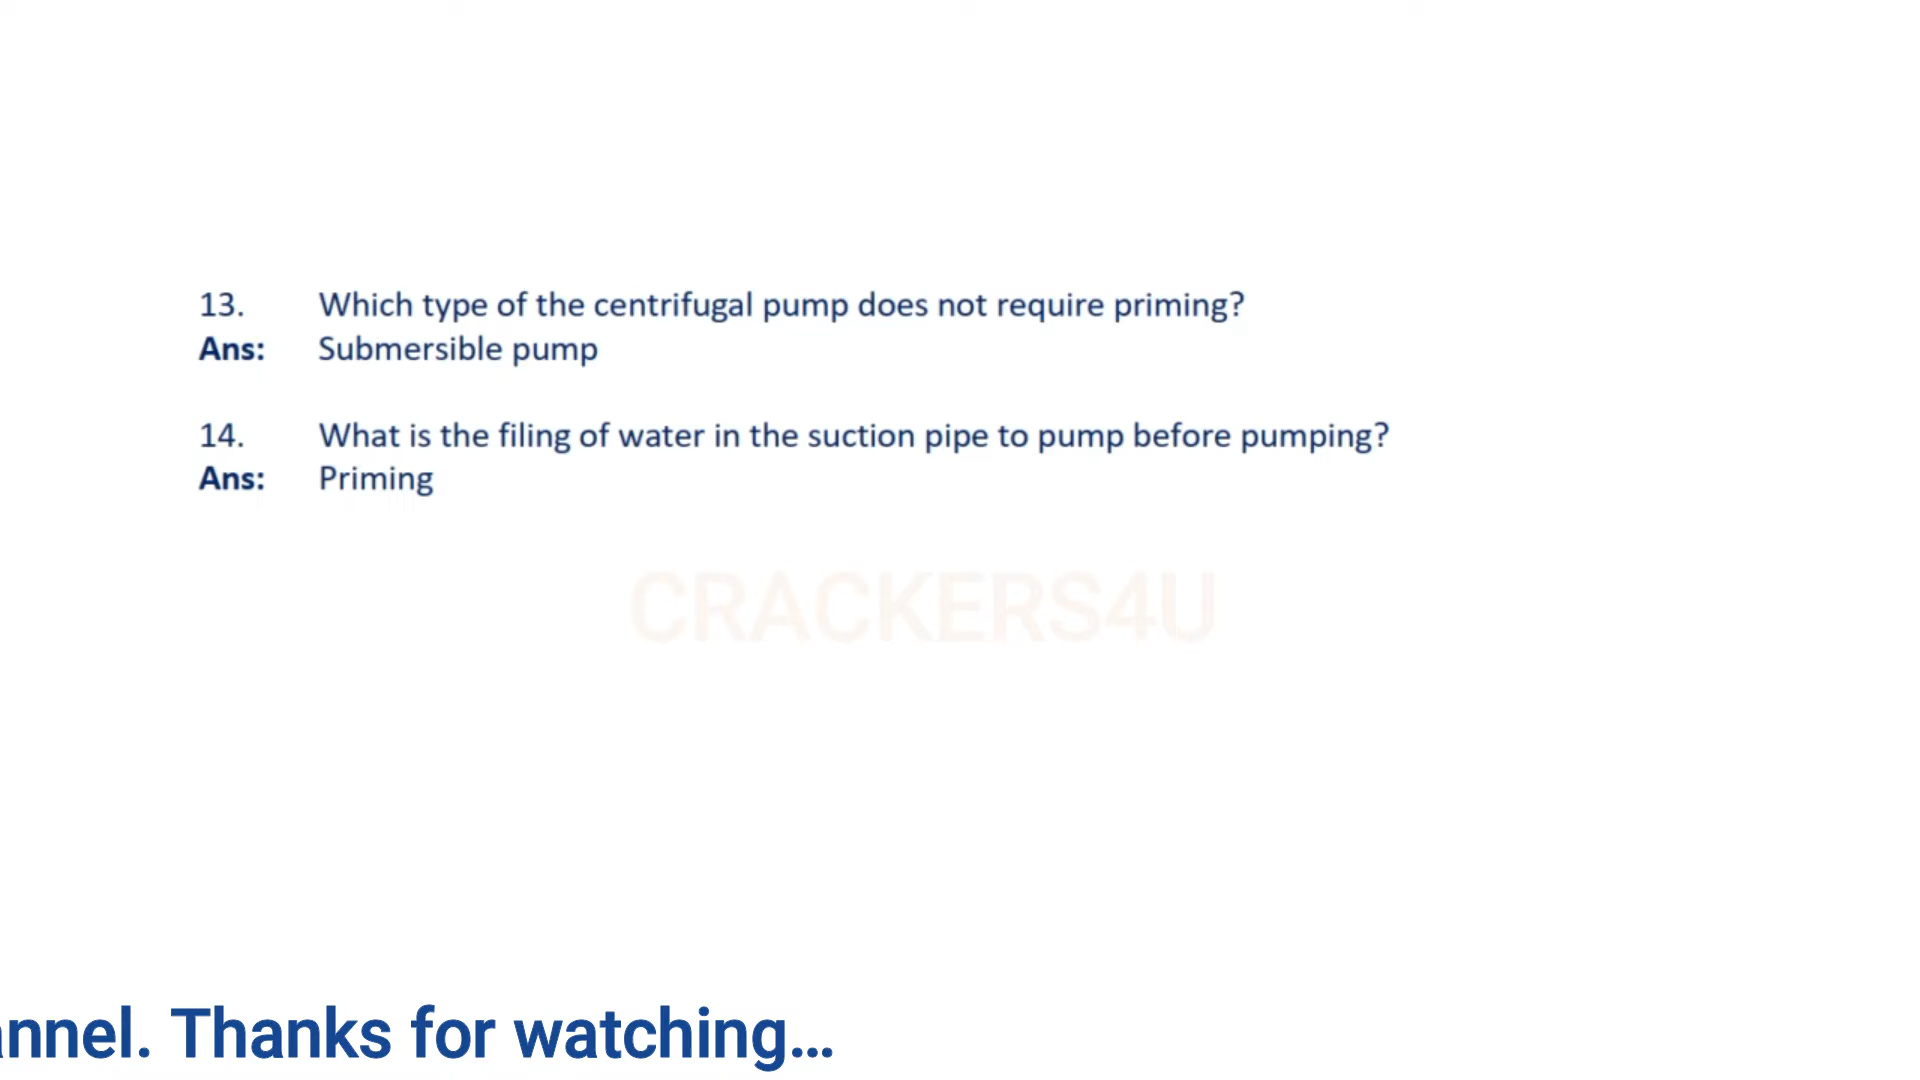 13. Which type of the centrifugal pump does not require priming?
Ans: Submersible pump
14. What is the filing of water in the suction pipe to pump before pumping?
Ans: Priming
CRACKERS4U
annel. Thanks for watching...